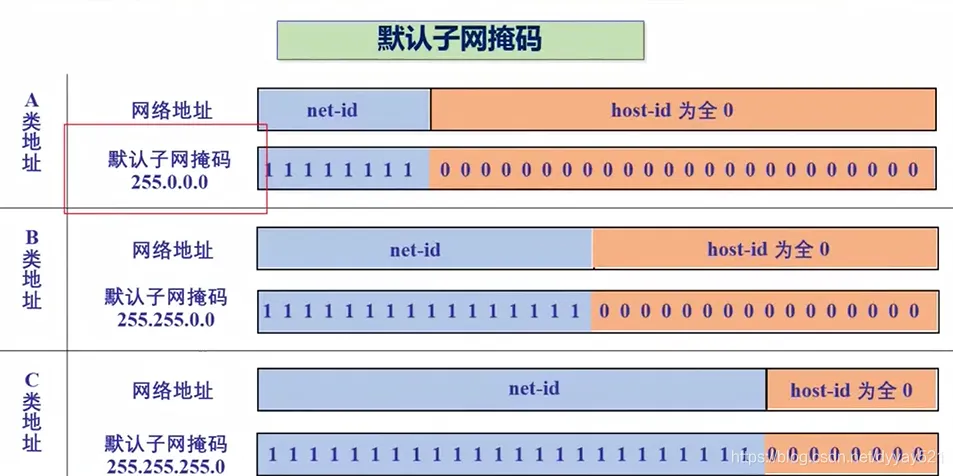 默认子网掩码
A类地址
网络地址
net-id
host-id 为全 0
默认子网掩码
255.0.0.0
1 1 1 1 1 1 1 1 0 0 0 0 0 0 0 0 0 0 0 0 0 0 0 0 0 0 0 0 0 0 0 0
B类地址
网络地址
net-id
host-id 为全 0
默认子网掩码
255.255.0.0
1 1 1 1 1 1 1 1 1 1 1 1 1 1 1 1 0 0 0 0 0 0 0 0 0 0 0 0 0 0 0 0
C类地址
网络地址
net-id
host-id 为全 0
默认子网掩码
255.255.255.0
1 1 1 1 1 1 1 1 1 1 1 1 1 1 1 1 1 1 1 1 1 1 1 1 0 0 0 0 0 0 0 0
https://blog.csdn.net/dyyay521